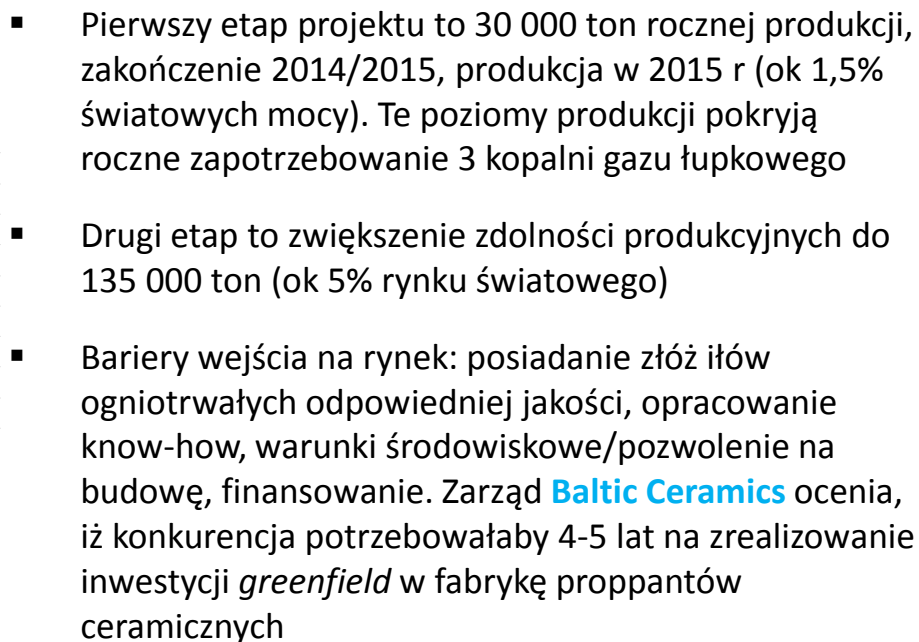 ▪ Pierwszy etap projektu to 30 000 ton rocznej produkcji,
zakończenie 2014/2015, produkcja w 2015 r (ok 1,5%
światowych mocy). Te poziomy produkcji pokryją
roczne zapotrzebowanie 3 kopalni gazu łupkowego
▪ Drugi etap to zwiększenie zdolności produkcyjnych do
135 000 ton (ok 5% rynku światowego)
▪ Bariery wejścia na rynek: posiadanie złóż iłów
ogniotrwałych odpowiedniej jakości, opracowanie
know-how, warunki środowiskowe/pozwolenie na
budowę, finansowanie. Zarząd Baltic Ceramics ocenia,
iż konkurencja potrzebowałaby 4-5 lat na zrealizowanie
inwestycji greenfield w fabrykę proppantów
ceramicznych